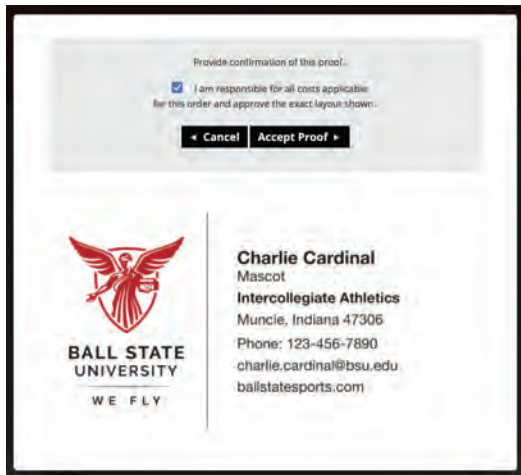 Provide confirmation of this proof..
I am responsible for all costs applicable
for this order and approve the exact layout shown..
◄ Cancel
Accept Proof ►
BALL STATE
UNIVERSITY
WE FLY
Charlie Cardinal
Mascot
Intercollegiate Athletics
Muncie, Indiana 47306
Phone: 123-456-7890
charlie.cardinal@bsu.edu
ballstatesports.com